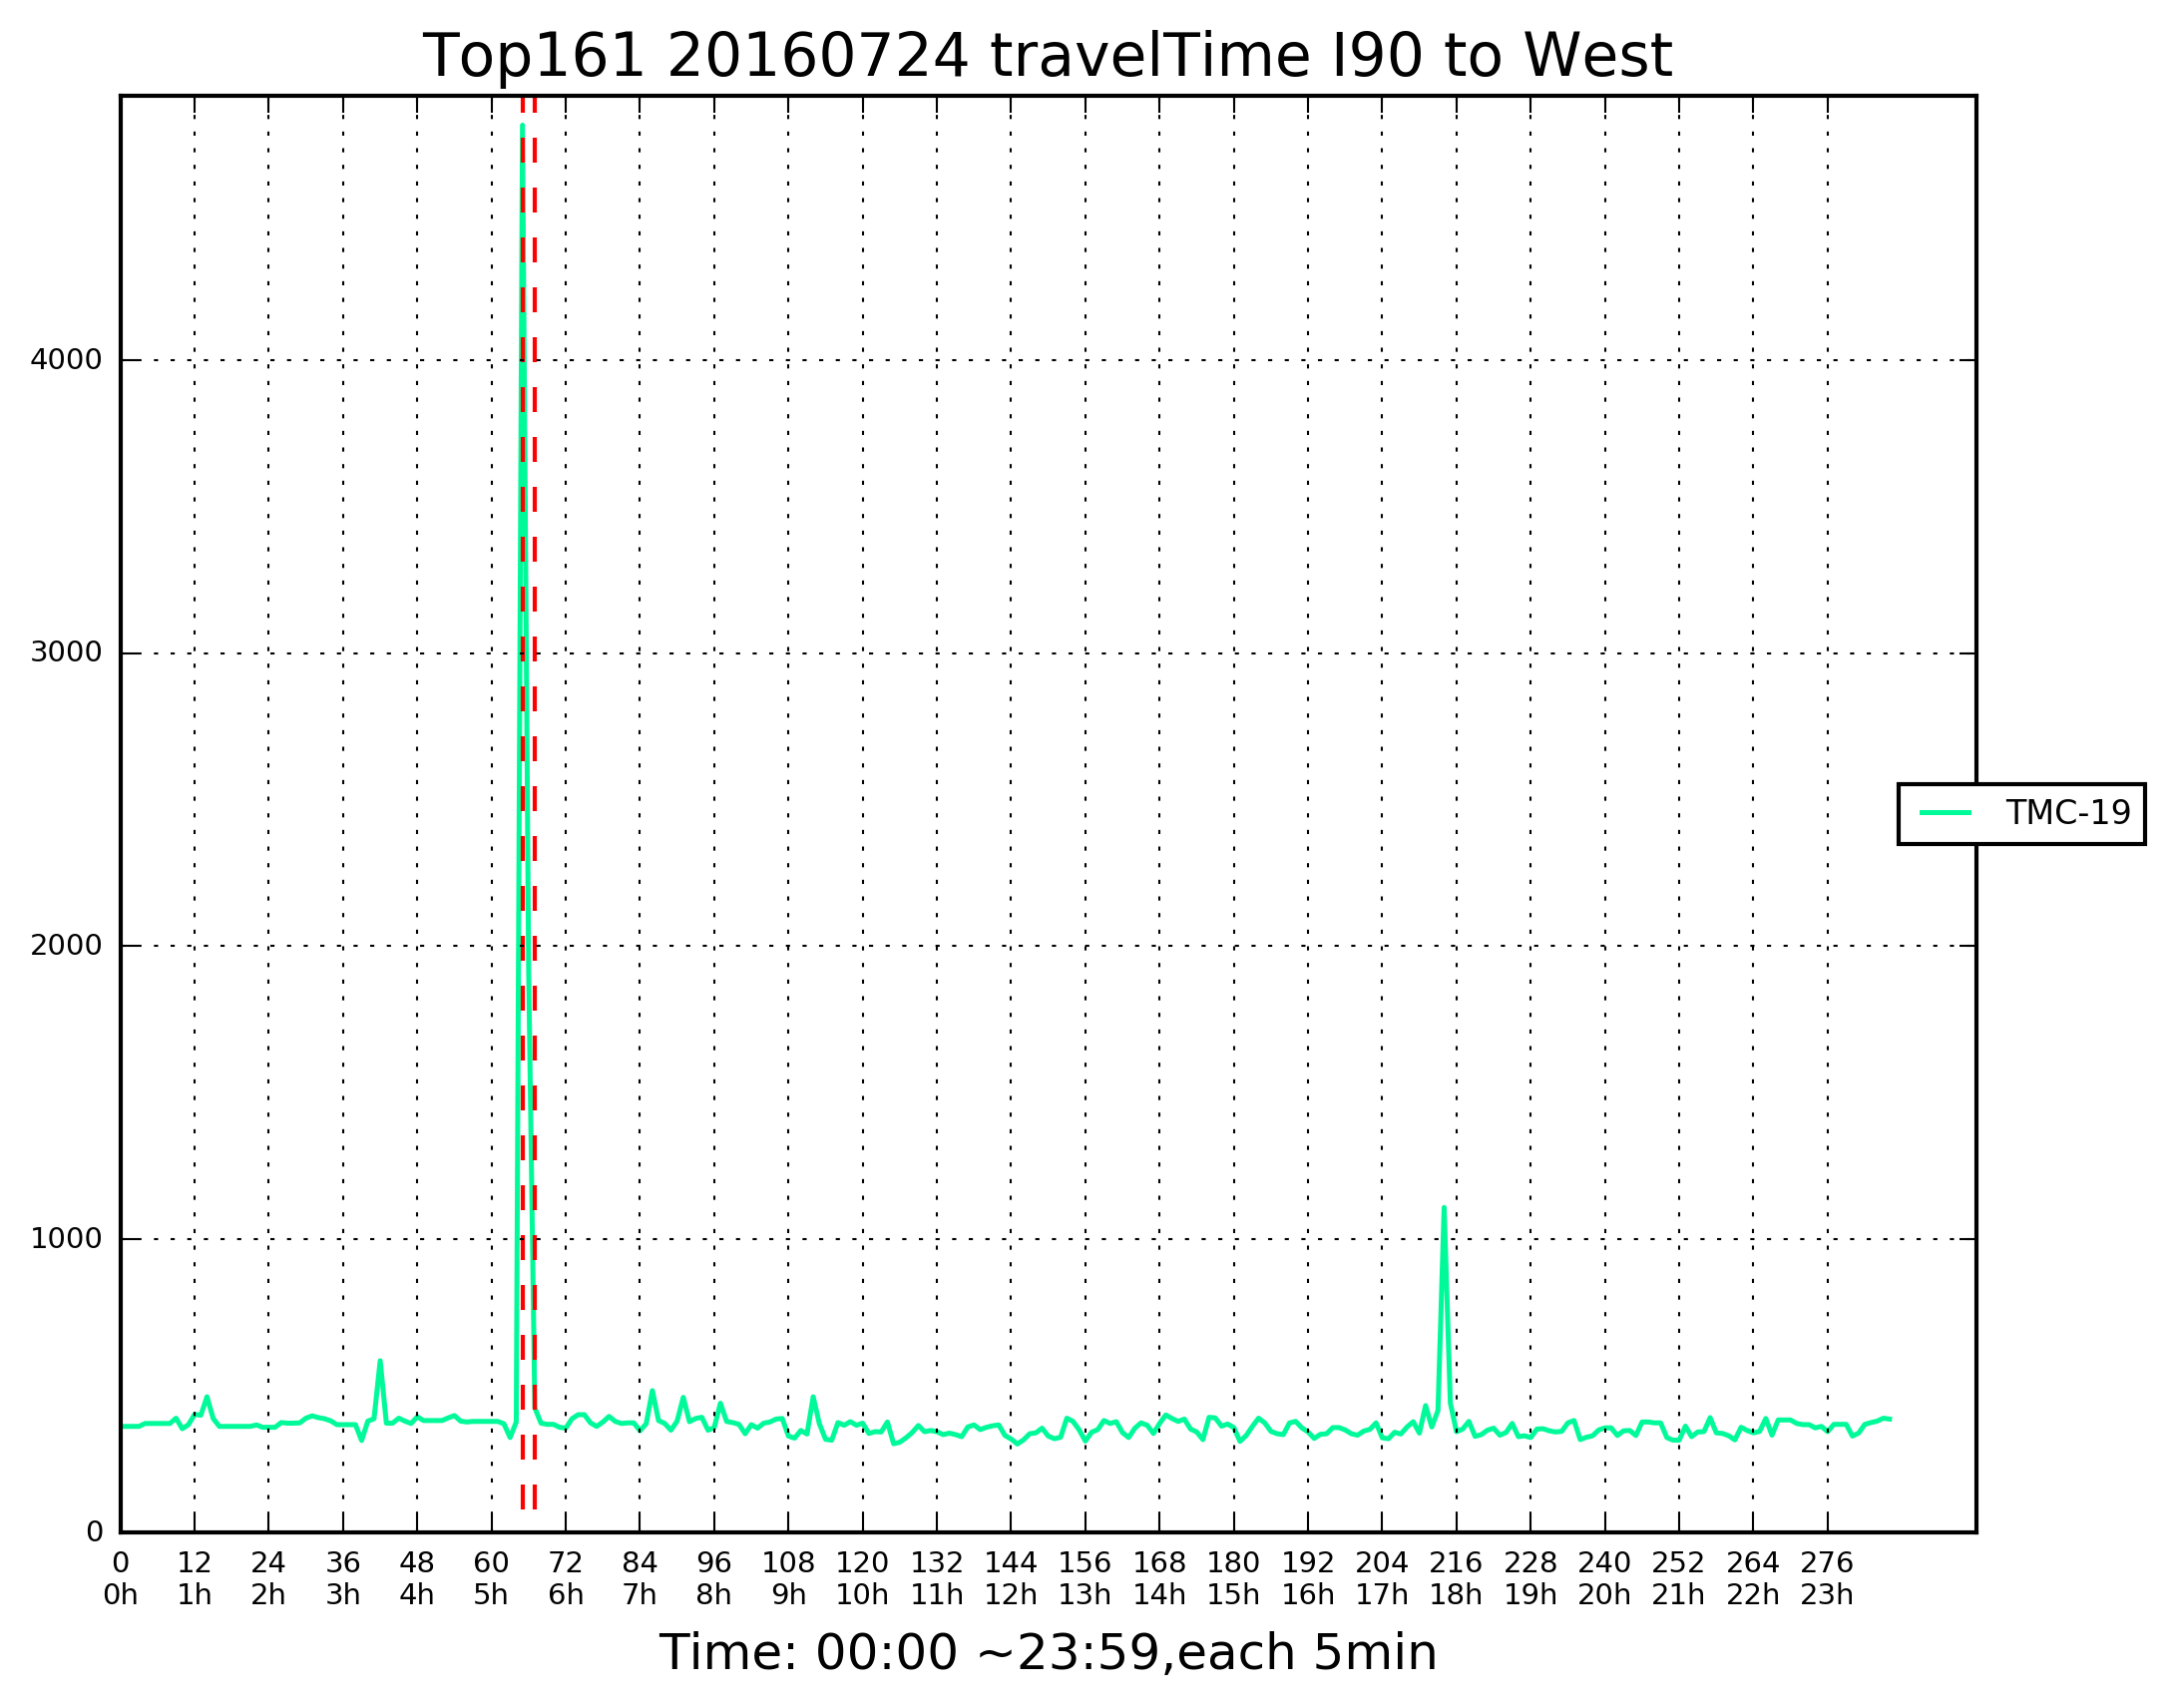 Top161 20160724 travelTime I90 to West
4000
3000
2000
1000
0
TMC-19
0 12 24 36 48 60 72 84 96 108 120 132 144 156 168 180 192 204 216 228 240 252 264 276
0h 1h 2h 3h 4h 5h 6h 7h 8h 9h 10h 11h 12h 13h 14h 15h 16h 17h 18h 19h 20h 21h 22h 23h
Time: 00:00 ~23:59,each 5min